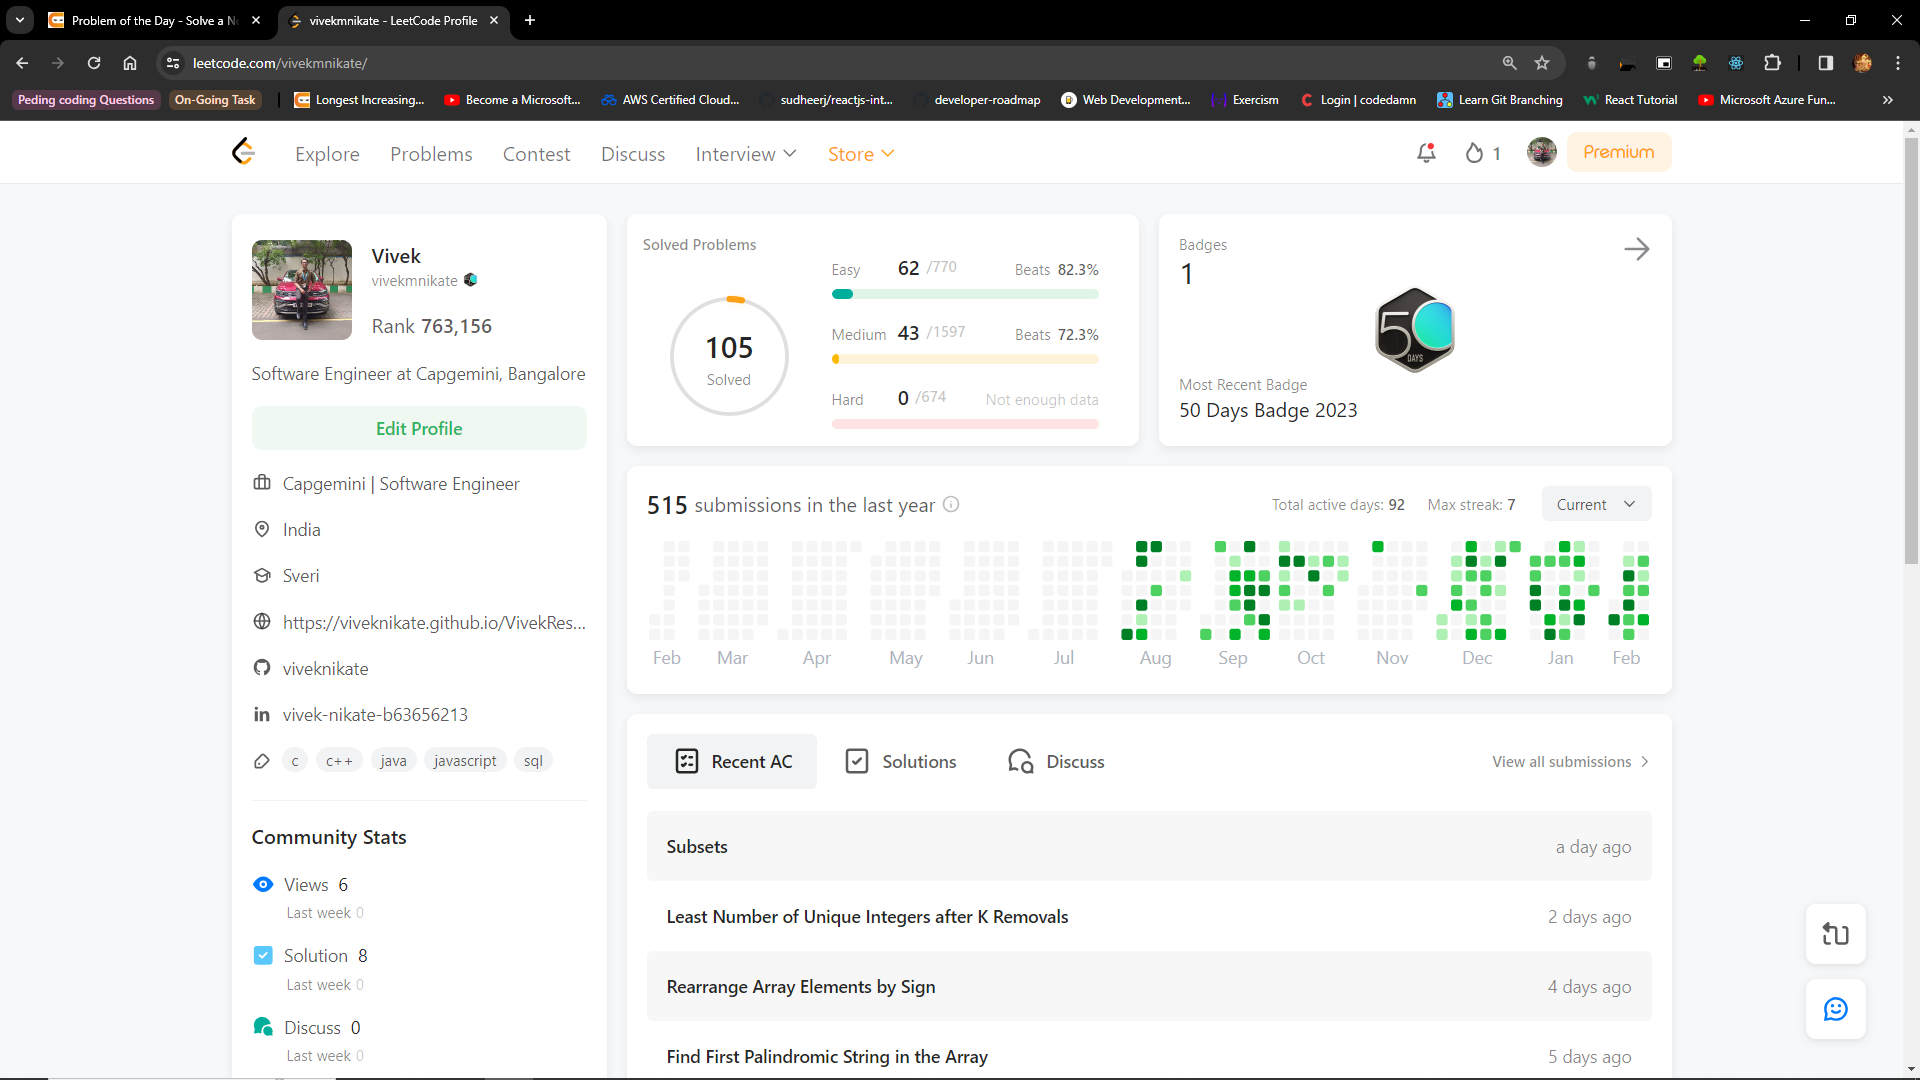 Problem of the Day - Solve a N
vivekmnikate - LeetCode Profile
leetcode.com/vivekmnikate/
Peding coding Questions
On-Going Task
Longest Increasing...
Become a Microsoft...
AWS Certified Cloud...
sudheerj/reactjs-int...
developer-roadmap
Web Development...
Exercism
Login | codedamn
Learn Git Branching
React Tutorial
Microsoft Azure Fun...
Explore
Problems
Contest
Discuss
Interview
Store
1
Premium
Vivek
vivekmnikate
Rank 763,156
Software Engineer at Capgemini, Bangalore
Edit Profile
Capgemini | Software Engineer
India
Sveri
https://viveknikate.github.io/VivekRes...
viveknikate
vivek-nikate-b63656213
c
c++
java
javascript
sql
Community Stats
Views 6
Last week 0
Solution 8
Last week 0
Discuss 0
Last week 0
Solved Problems
105
Solved
Easy 62 /770 Beats 82.3%
Medium 43 /1597 Beats 72.3%
Hard 0 /674 Not enough data
Badges
1
50
DAYS
Most Recent Badge
50 Days Badge 2023
515 submissions in the last year
Total active days: 92
Max streak: 7
Current
Feb Mar Apr May Jun Jul Aug Sep Oct Nov Dec Jan Feb
Recent AC
Solutions
Discuss
View all submissions
Subsets a day ago
Least Number of Unique Integers after K Removals 2 days ago
Rearrange Array Elements by Sign 4 days ago
Find First Palindromic String in the Array 5 days ago